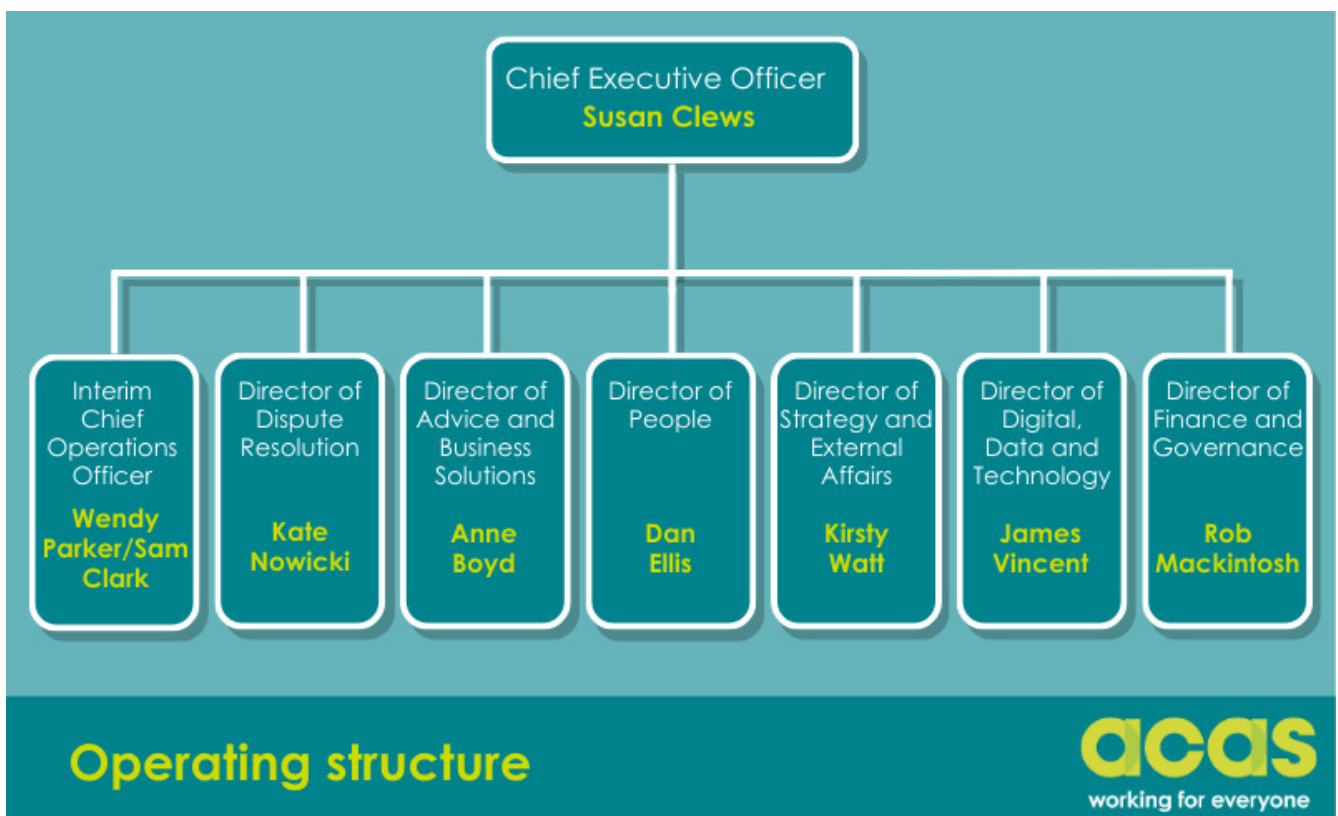 Chief Executive Officer
Susan Clews
Interim
Chief
Operations
Officer
Wendy
Parker/Sam
Clark
Director of
Dispute
Resolution
Kate
Nowicki
Director of
Advice and
Business
Solutions
Anne
Boyd
Director of
People
Dan
Ellis
Director of
Strategy and
External
Affairs
Kirsty
Watt
Director of
Digital,
Data and
Technology
James
Vincent
Director of
Finance and
Governance
Rob
Mackintosh
Operating structure
acas
working for everyone